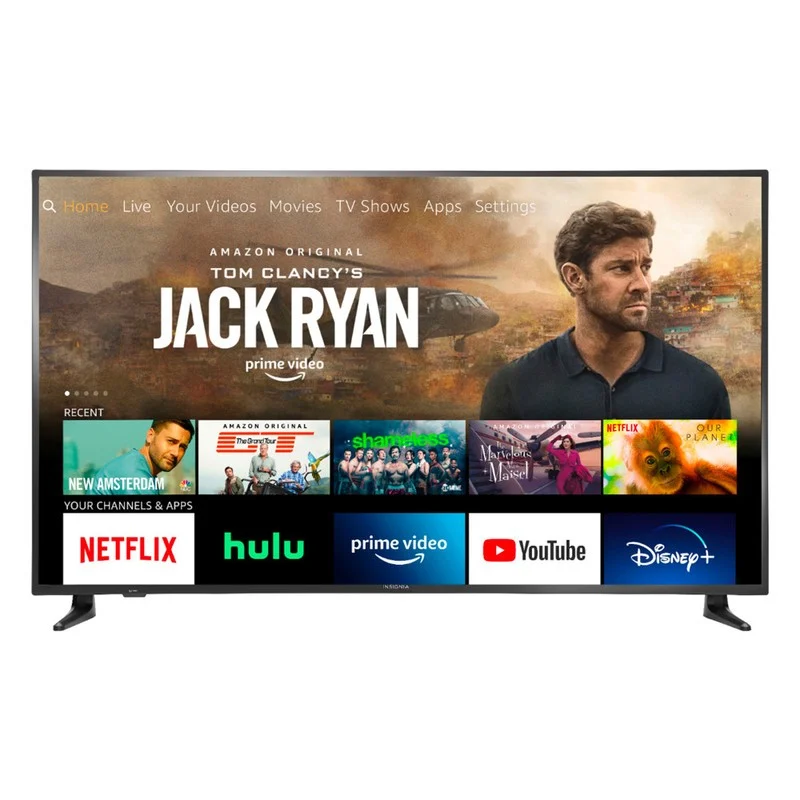 Home Live Your Videos Movies TV Shows Apps Settings
AMAZON ORIGINAL
TOM CLANCY'S
JACK RYAN
prime video
RECENT
NEW AMSTERDAM
AMAZON ORIGINAL
The Grand Tour
shameless
SHOWTIME
AMAZON ORIGINAL
The Marvelous
Mrs. Maisel
NETFLIX
OUR
PLANET
YOUR CHANNELS & APPS
NETFLIX
hulu
prime video
YouTube
Disney+
INSIGNIA